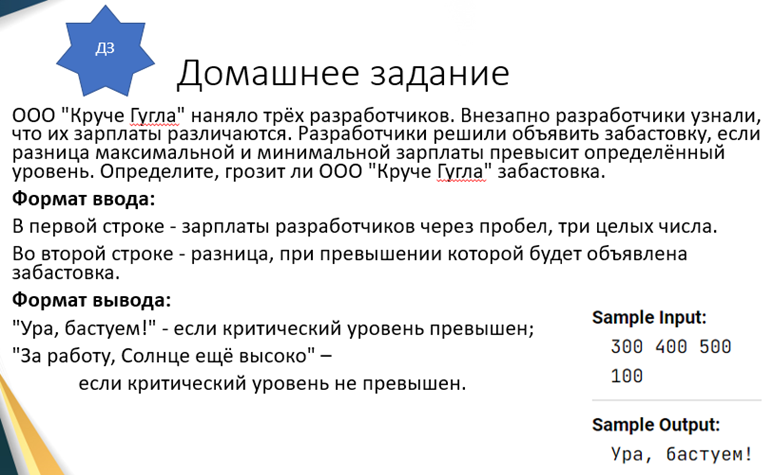 ДЗ
Домашнее задание
ООО "Круче Гугла" наняло трёх разработчиков. Внезапно разработчики узнали,
что их зарплаты различаются. Разработчики решили объявить забастовку, если
разница максимальной и минимальной зарплаты превысит определённый
уровень. Определите, грозит ли ООО "Круче Гугла" забастовка.
Формат ввода:
В первой строке - зарплаты разработчиков через пробел, три целых числа.
Во второй строке - разница, при превышении которой будет объявлена
забастовка.
Формат вывода:
"Ура, бастуем!" - если критический уровень превышен;
"За работу, Солнце ещё высоко" –
если критический уровень не превышен.
Sample Input:
300 400 500
100
Sample Output:
Ура, бастуем!